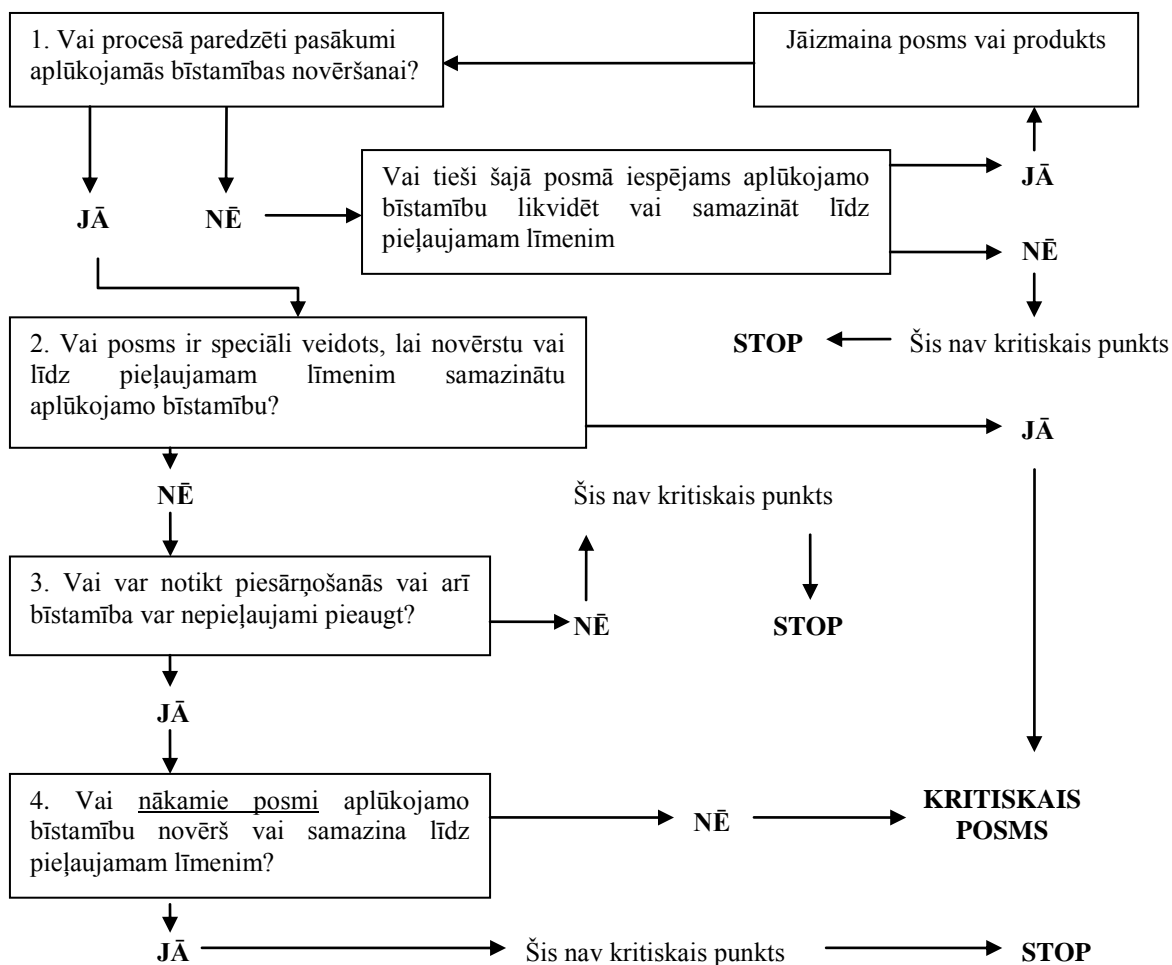 1. Vai procesā paredzēti pasākumi
aplūkojamās bīstamības novēršanai?
Jāizmaina posms vai produkts
Vai tieši šajā posmā iespējams aplūkojamo
bīstamību likvidēt vai samazināt līdz
pieļaujamam līmenim
JĀ
JĀ
NĒ
NĒ
2. Vai posms ir speciāli veidots, lai novērstu vai
līdz pieļaujamam līmenim samazinātu
aplūkojamo bīstamību?
STOP
Šis nav kritiskais punkts
JĀ
NĒ
Šis nav kritiskais punkts
3. Vai var notikt piesārņošanās vai arī
bīstamība var nepieļaujami pieaugt?
NĒ
STOP
JĀ
4. Vai nākamie posmi aplūkojamo
bīstamību novērš vai samazina līdz
pieļaujamam līmenim?
NĒ
KRITISKAIS
POSMS
JĀ
Šis nav kritiskais punkts
STOP